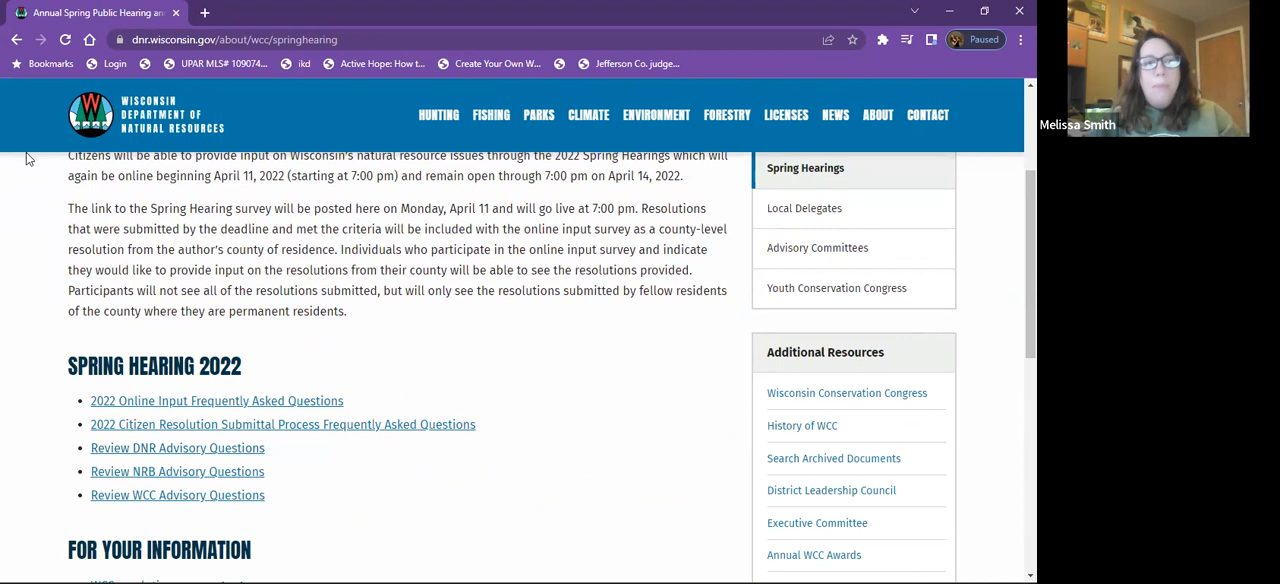 Annual Spring Public Hearing an
dnr.wisconsin.gov/about/wcc/springhearing
Paused
Bookmarks
Login
UPAR MLS# 109074...
ikd
Active Hope: How t...
Create Your Own W...
Jefferson Co. judge...
WISCONSIN
DEPARTMENT OF
NATURAL RESOURCES
HUNTING FISHING PARKS CLIMATE ENVIRONMENT FORESTRY LICENSES NEWS ABOUT CONTACT
Melissa Smith
Citizens will be able to provide input on Wisconsin's natural resource issues through the 2022 Spring Hearings which will
again be online beginning April 11, 2022 (starting at 7:00 pm) and remain open through 7:00 pm on April 14, 2022.
The link to the Spring Hearing survey will be posted here on Monday, April 11 and will go live at 7:00 pm. Resolutions
that were submitted by the deadline and met the criteria will be included with the online input survey as a county-level
resolution from the author's county of residence. Individuals who participate in the online input survey and indicate
they would like to provide input on the resolutions from their county will be able to see the resolutions provided.
Participants will not see all of the resolutions submitted, but will only see the resolutions submitted by fellow residents
of the county where they are permanent residents.
SPRING HEARING 2022
2022 Online Input Frequently Asked Questions
2022 Citizen Resolution Submittal Process Frequently Asked Questions
Review DNR Advisory Questions
Review NRB Advisory Questions
Review WCC Advisory Questions
FOR YOUR INFORMATION
Spring Hearings
Local Delegates
Advisory Committees
Youth Conservation Congress
Additional Resources
Wisconsin Conservation Congress
History of WCC
Search Archived Documents
District Leadership Council
Executive Committee
Annual WCC Awards